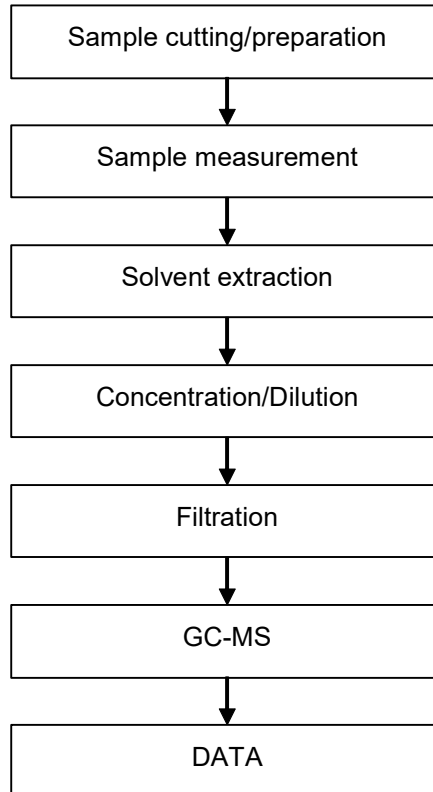 Sample cutting/preparation
Sample measurement
Solvent extraction
Concentration/Dilution
Filtration
GC-MS
DATA